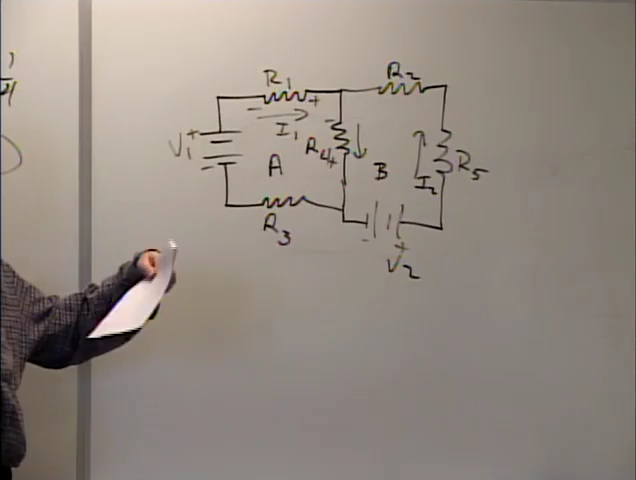 R1
R2
- +
I1
V1 +
-
-
R4
+
A
B
I2
R5
R3
- +
V2